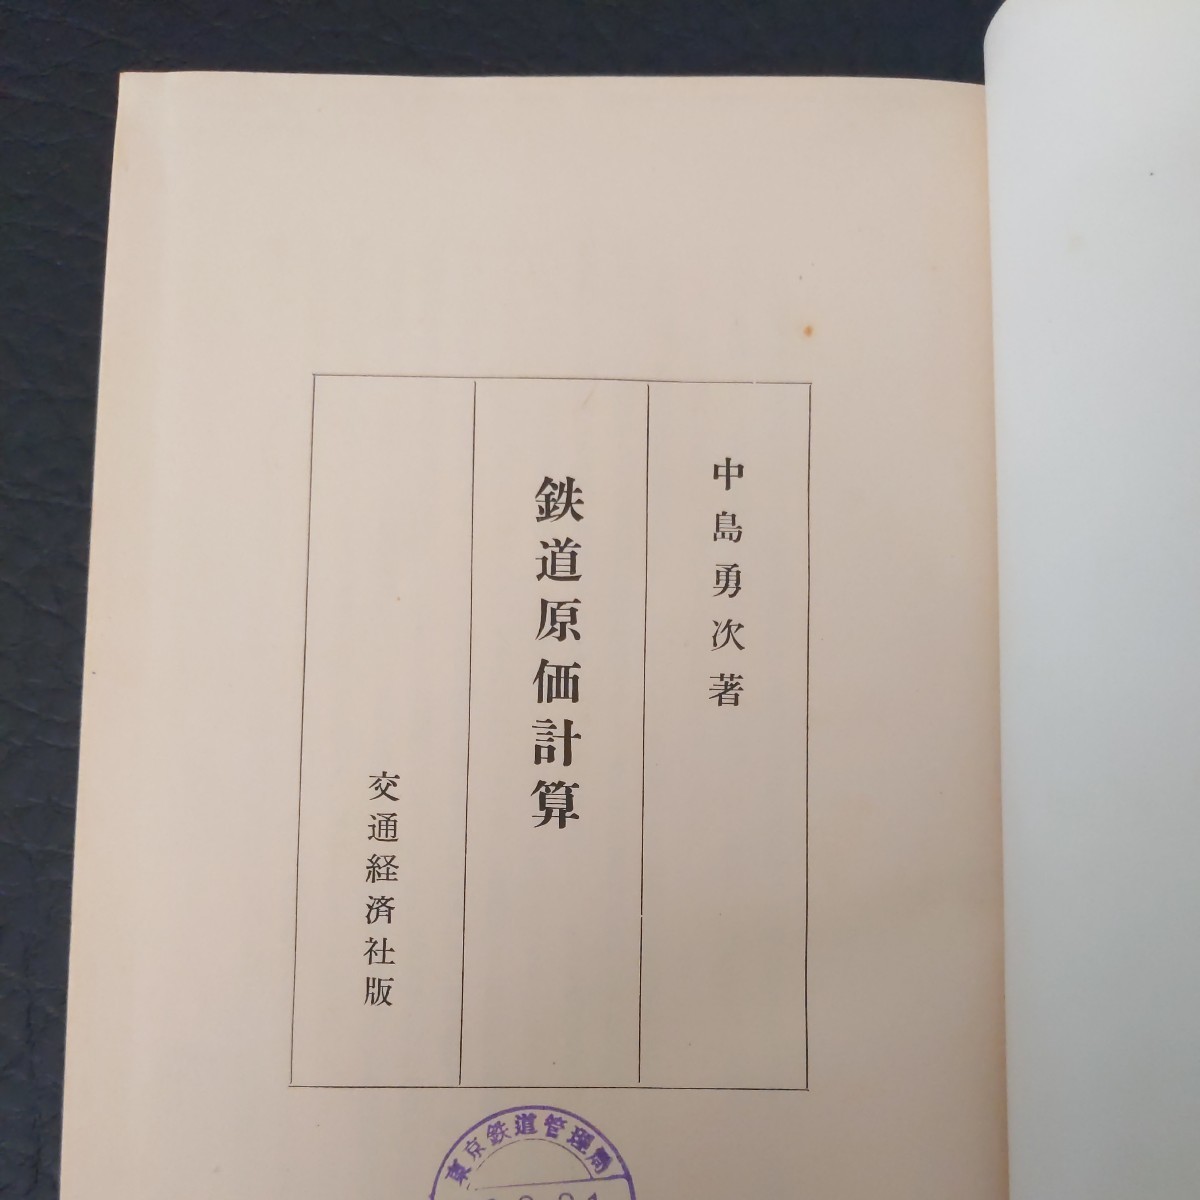 中島勇次著
鉄道原価計算
交通経済社版
東京鉄道管理局